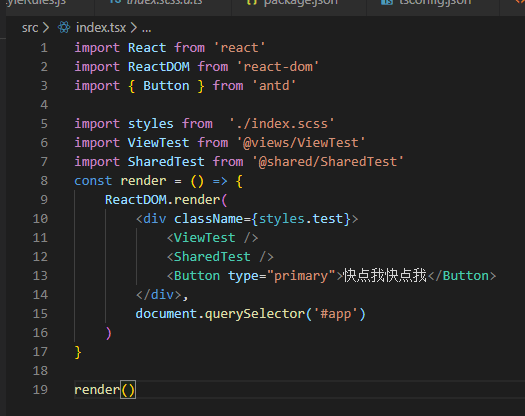 index.scss.d.ts
package.json
tsconfig.json
src > index.tsx > ...
1 import React from 'react'
2 import ReactDOM from 'react-dom'
3 import { Button } from 'antd'
4
5 import styles from  './index.scss'
6 import ViewTest from '@views/ViewTest'
7 import SharedTest from '@shared/SharedTest'
8 const render = () => {
9     ReactDOM.render(
10         <div className={styles.test}>
11             <ViewTest />
12             <SharedTest />
13             <Button type="primary">快点我快点我</Button>
14         </div>,
15         document.querySelector('#app')
16     )
17 }
18
19 render()